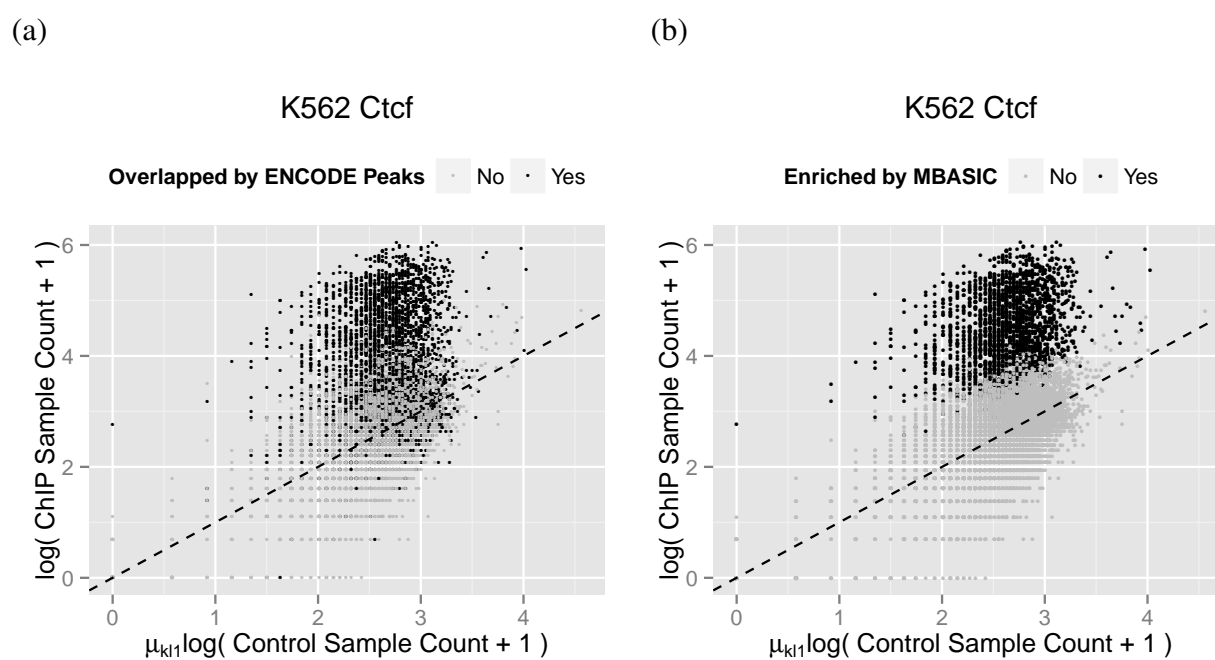 (a)
K562 Ctcf
Overlapped by ENCODE Peaks No Yes
log( ChIP Sample Count + 1 )
6
4
2
0
0 1 2 3 4
μkl1log( Control Sample Count + 1 )
(b)
K562 Ctcf
Enriched by MBASIC No Yes
log( ChIP Sample Count + 1 )
6
4
2
0
0 1 2 3 4
μkl1log( Control Sample Count + 1 )